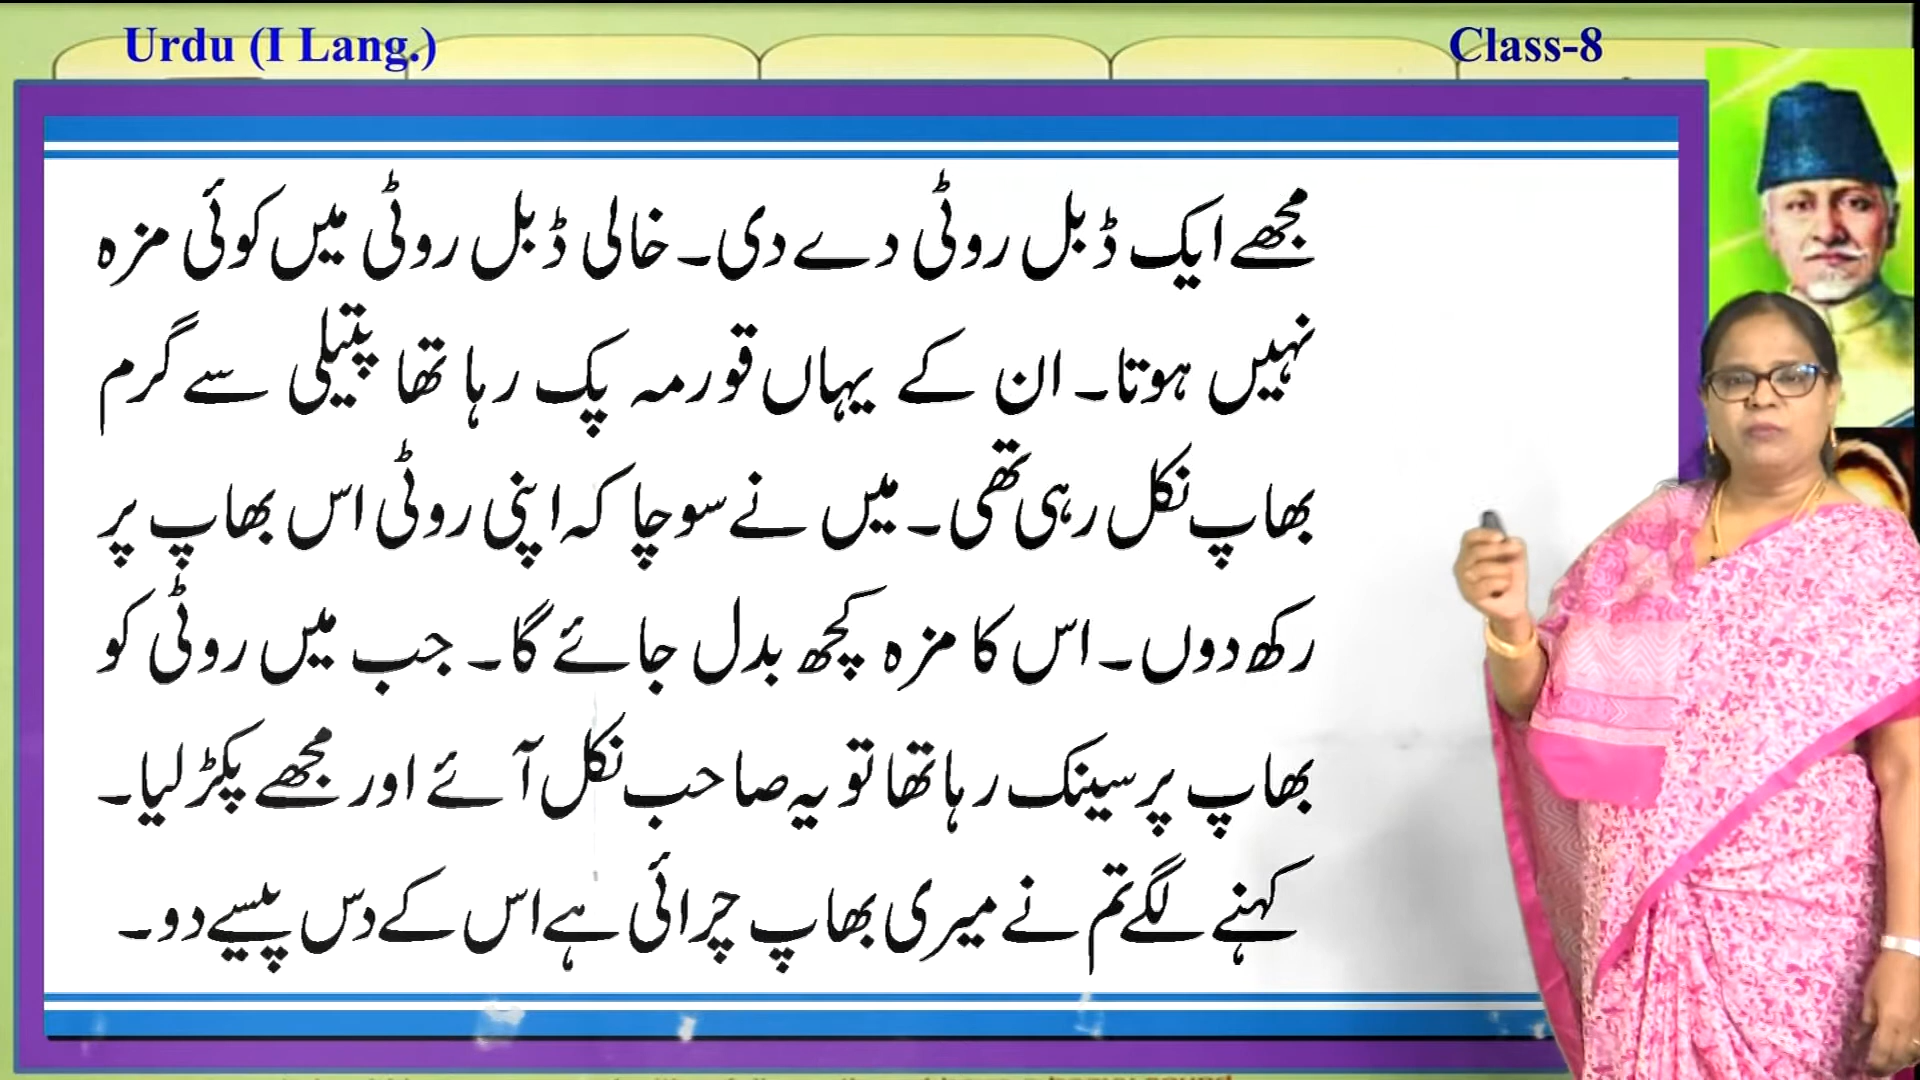 Urdu (I Lang.)
Class-8
مجھے ایک ڈبل روٹی دے دی۔ خالی ڈبل روٹی میں کوئی مزہ
نہیں ہوتا۔ ان کے یہاں قورمہ پک رہا تھا پتیلی سے گرم
بھاپ نکل رہی تھی۔ میں نے سوچا کہ اپنی روٹی اس بھاپ پر
رکھ دوں۔ اس کا مزہ کچھ بدل جائے گا۔ جب میں روٹی کو
بھاپ پر سینک رہا تھا تو یہ صاحب نکل آئے اور مجھے پکڑ لیا۔
کہنے لگے تم نے میری بھاپ چرائی ہے اس کے دس پیسے دو۔